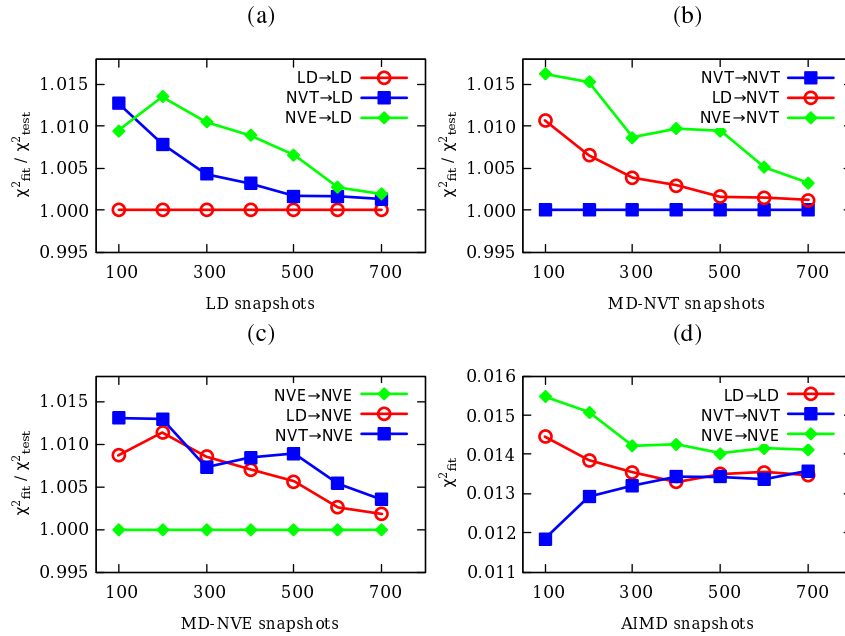 (a)
χ²fit / χ²test
1.015
1.010
1.005
1.000
0.995
LD→LD
NVT→LD
NVE→LD
100 300 500 700
LD snapshots
(b)
χ²fit / χ²test
1.015
1.010
1.005
1.000
0.995
NVT→NVT
LD→NVT
NVE→NVT
100 300 500 700
MD-NVT snapshots
(c)
χ²fit / χ²test
1.015
1.010
1.005
1.000
0.995
NVE→NVE
LD→NVE
NVT→NVE
100 300 500 700
MD-NVE snapshots
(d)
χ²fit
0.016
0.015
0.014
0.013
0.012
0.011
LD→LD
NVT→NVT
NVE→NVE
100 300 500 700
AIMD snapshots